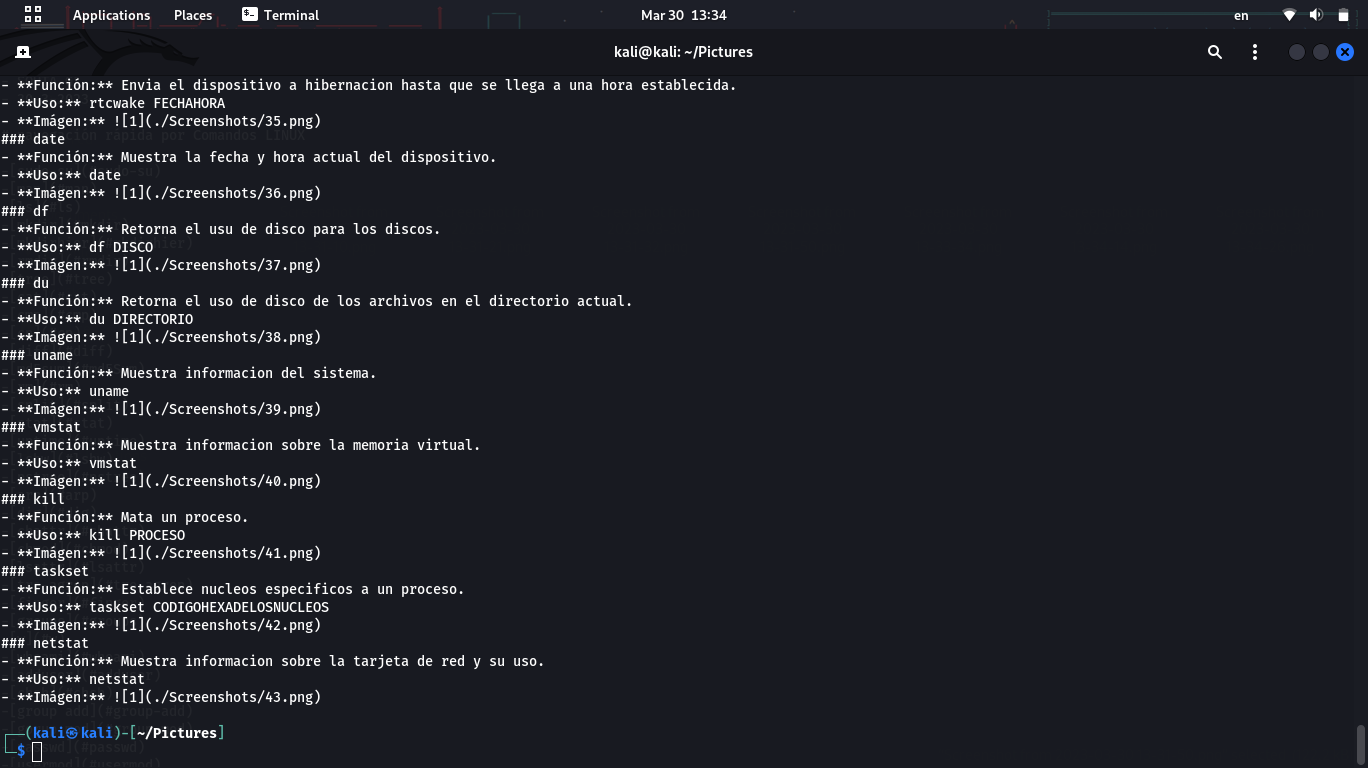 Applications Places Terminal Mar 30 13:34 en
kali@kali: ~/Pictures
- **Función:** Envia el dispositivo a hibernacion hasta que se llega a una hora establecida.
- **Uso:** rtcwake FECHAHORA
- **Imágen:** ![1](./Screenshots/35.png)
### date
- **Función:** Muestra la fecha y hora actual del dispositivo.
- **Uso:** date
- **Imágen:** ![1](./Screenshots/36.png)
### df
- **Función:** Retorna el usu de disco para los discos.
- **Uso:** df DISCO
- **Imágen:** ![1](./Screenshots/37.png)
### du
- **Función:** Retorna el uso de disco de los archivos en el directorio actual.
- **Uso:** du DIRECTORIO
- **Imágen:** ![1](./Screenshots/38.png)
### uname
- **Función:** Muestra informacion del sistema.
- **Uso:** uname
- **Imágen:** ![1](./Screenshots/39.png)
### vmstat
- **Función:** Muestra informacion sobre la memoria virtual.
- **Uso:** vmstat
- **Imágen:** ![1](./Screenshots/40.png)
### kill
- **Función:** Mata un proceso.
- **Uso:** kill PROCESO
- **Imágen:** ![1](./Screenshots/41.png)
### taskset
- **Función:** Establece nucleos especificos a un proceso.
- **Uso:** taskset CODIGOHEXADELOSNUCLEOS
- **Imágen:** ![1](./Screenshots/42.png)
### netstat
- **Función:** Muestra informacion sobre la tarjeta de red y su uso.
- **Uso:** netstat
- **Imágen:** ![1](./Screenshots/43.png)
┌──(kali㉿kali)-[~/Pictures]
└─$